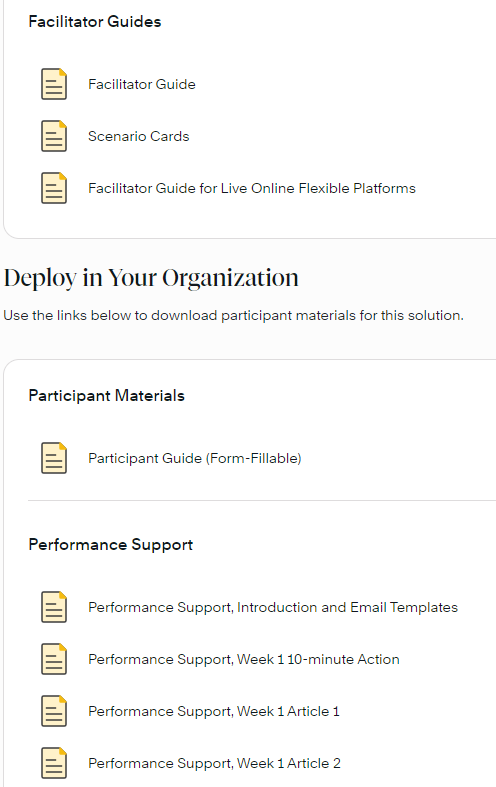 Facilitator Guides
Facilitator Guide
Scenario Cards
Facilitator Guide for Live Online Flexible Platforms
Deploy in Your Organization
Use the links below to download participant materials for this solution.
Participant Materials
Participant Guide (Form-Fillable)
Performance Support
Performance Support, Introduction and Email Templates
Performance Support, Week 1 10-minute Action
Performance Support, Week 1 Article 1
Performance Support, Week 1 Article 2